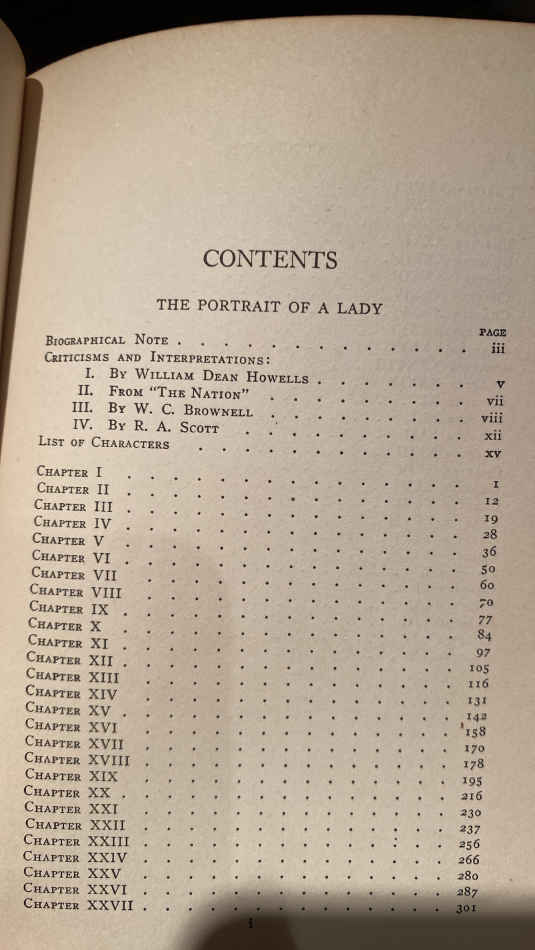 CONTENTS
THE PORTRAIT OF A LADY
PAGE
BIOGRAPHICAL NOTE . . . . . . . . . . . . . iii
CRITICISMS AND INTERPRETATIONS:
I. BY WILLIAM DEAN HOWELLS . . . . . . . v
II. FROM "THE NATION" . . . . . . . . . vii
III. BY W. C. BROWNELL . . . . . . . . . viii
IV. BY R. A. SCOTT . . . . . . . . . . xii
LIST OF CHARACTERS . . . . . . . . . . . . xv
CHAPTER I . . . . . . . . . . . . . . . 1
CHAPTER II . . . . . . . . . . . . . . . 12
CHAPTER III . . . . . . . . . . . . . . . 19
CHAPTER IV . . . . . . . . . . . . . . . 28
CHAPTER V . . . . . . . . . . . . . . . 36
CHAPTER VI . . . . . . . . . . . . . . . 50
CHAPTER VII . . . . . . . . . . . . . . 60
CHAPTER VIII . . . . . . . . . . . . . . 70
CHAPTER IX . . . . . . . . . . . . . . . 77
CHAPTER X . . . . . . . . . . . . . . . 84
CHAPTER XI . . . . . . . . . . . . . . . 97
CHAPTER XII . . . . . . . . . . . . . . . 105
CHAPTER XIII . . . . . . . . . . . . . . 116
CHAPTER XIV . . . . . . . . . . . . . . 131
CHAPTER XV . . . . . . . . . . . . . . . 142
CHAPTER XVI . . . . . . . . . . . . . . 158
CHAPTER XVII . . . . . . . . . . . . . . 170
CHAPTER XVIII . . . . . . . . . . . . . . 178
CHAPTER XIX . . . . . . . . . . . . . . 195
CHAPTER XX . . . . . . . . . . . . . . . 216
CHAPTER XXI . . . . . . . . . . . . . . 230
CHAPTER XXII . . . . . . . . . . . . . . 237
CHAPTER XXIII . . . . . . . . . . . . . . 256
CHAPTER XXIV . . . . . . . . . . . . . . 266
CHAPTER XXV . . . . . . . . . . . . . . 280
CHAPTER XXVI . . . . . . . . . . . . . . 287
CHAPTER XXVII . . . . . . . . . . . . . . 301
i